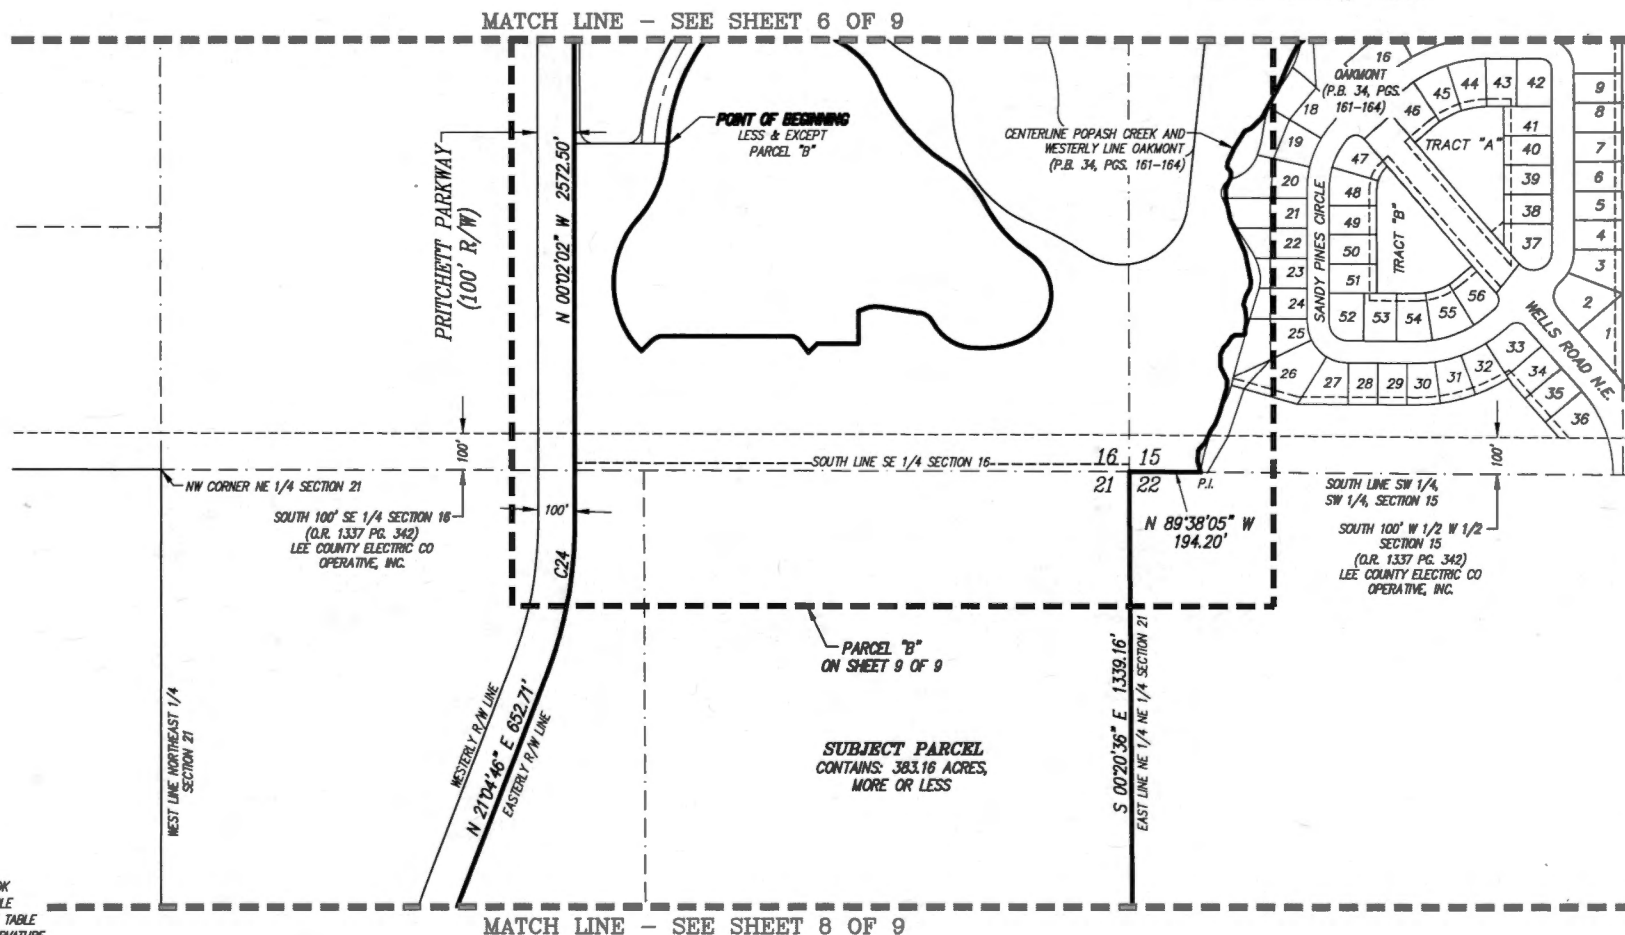 MATCH LINE – SEE SHEET 6 OF 9
PRITCHETT PARKWAY
(100' R/W)
N 00°02'02" W 2572.50'
POINT OF BEGINNING
LESS & EXCEPT
PARCEL "B"
CENTERLINE POPASH CREEK AND
WESTERLY LINE OAKMONT
(P.B. 34, PGS. 161-164)
16
OAKMONT
(P.B. 34, PGS.
161-164)
18
19
20
21
22
23
24
25
26
27
28
29
30
31
32
33
34
35
36
SANDY PINES CIRCLE
47
48
49
50
51
52
53
54
55
56
TRACT "B"
TRACT "A"
46
45
44
43
42
41
40
39
38
37
9
8
7
6
5
4
3
2
1
WELLS ROAD N.E.
100'
NW CORNER NE 1/4 SECTION 21
SOUTH 100' SE 1/4 SECTION 16
(O.R. 1337 PG. 342)
LEE COUNTY ELECTRIC CO
OPERATIVE, INC.
100'
C24
SOUTH LINE SE 1/4 SECTION 16
16 15
21 22
P.I.
N 89°38'05" W
194.20'
100'
SOUTH LINE SW 1/4,
SW 1/4, SECTION 15
SOUTH 100' W 1/2 W 1/2
SECTION 15
(O.R. 1337 PG. 342)
LEE COUNTY ELECTRIC CO
OPERATIVE, INC.
PARCEL "B"
ON SHEET 9 OF 9
WEST LINE NORTHEAST 1/4
SECTION 21
WESTERLY R/W LINE
N 21°04'46" E 652.71'
EASTERLY R/W LINE
SUBJECT PARCEL
CONTAINS: 383.16 ACRES,
MORE OR LESS
S 00°20'36" E 1339.16'
EAST LINE NE 1/4 NE 1/4 SECTION 21
TABLE
MATCH LINE – SEE SHEET 8 OF 9